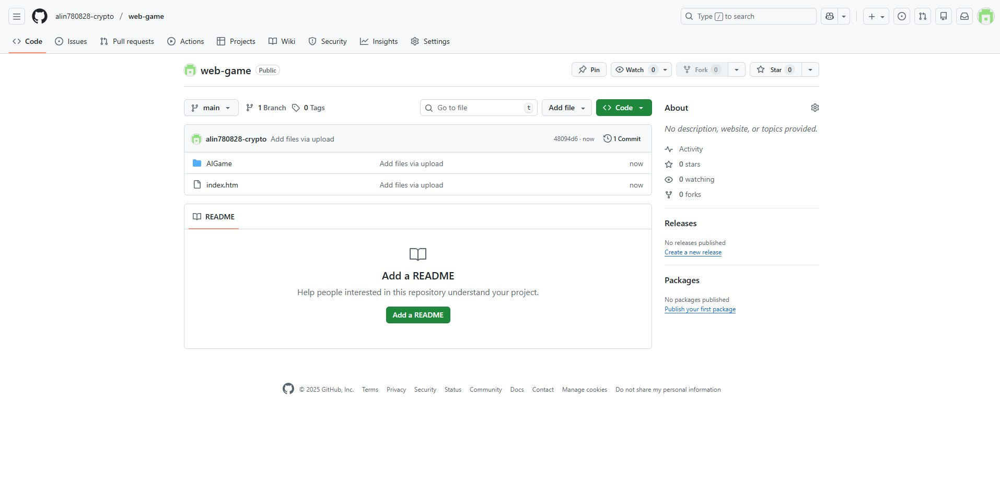 alin780828-crypto / web-game
Type / to search
Code Issues Pull requests Actions Projects Wiki Security Insights Settings
web-game Public
Pin Watch 0 Fork 0 Star 0
main 1 Branch 0 Tags Go to file t Add file Code
alin780828-crypto Add files via upload 48094d6 · now 1 Commit
AIGame Add files via upload now
index.htm Add files via upload now
README
Add a README
Help people interested in this repository understand your project.
Add a README
About
No description, website, or topics provided.
Activity
0 stars
0 watching
0 forks
Releases
No releases published
Create a new release
Packages
No packages published
Publish your first package
© 2025 GitHub, Inc. Terms Privacy Security Status Community Docs Contact Manage cookies Do not share my personal information